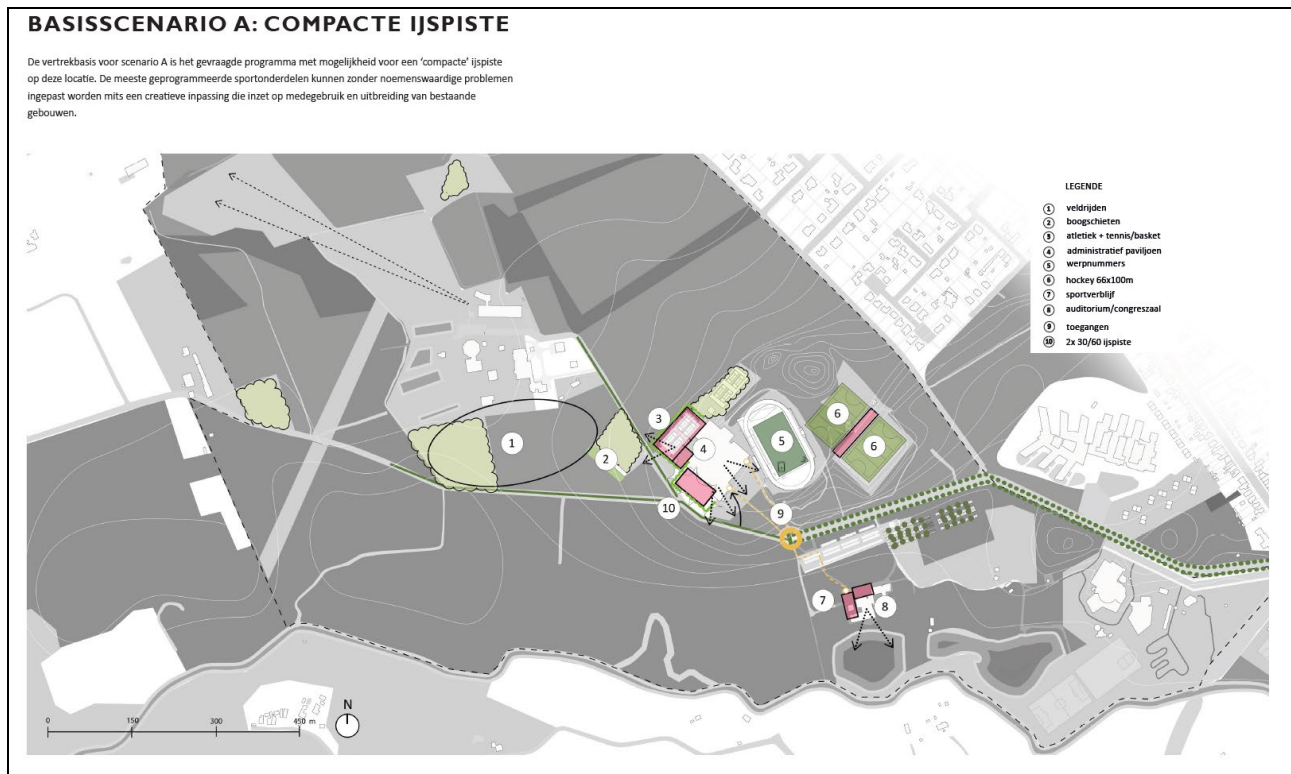 BASISSCENARIO A: COMPACTE IJSPISTE
De vertrekbasis voor scenario A is het gevraagde programma met mogelijkheid voor een ‘compacte’ ijspiste
op deze locatie. De meeste geprogrammeerde sportonderdelen kunnen zonder noemenswaardige problemen
ingepast worden mits een creatieve inpassing die inzet op medegebruik en uitbreiding van bestaande
gebouwen.
LEGENDE
1 veldrijden
2 boogschieten
3 atletiek + tennis/basket
4 administratief paviljoen
5 werpnummers
6 hockey 66x100m
7 sportverblijf
8 auditorium/congreszaal
9 toegangen
10 2x 30/60 ijspiste
1
2
3
4
5
6
6
7
8
9
10
0 150 300 450 m
N